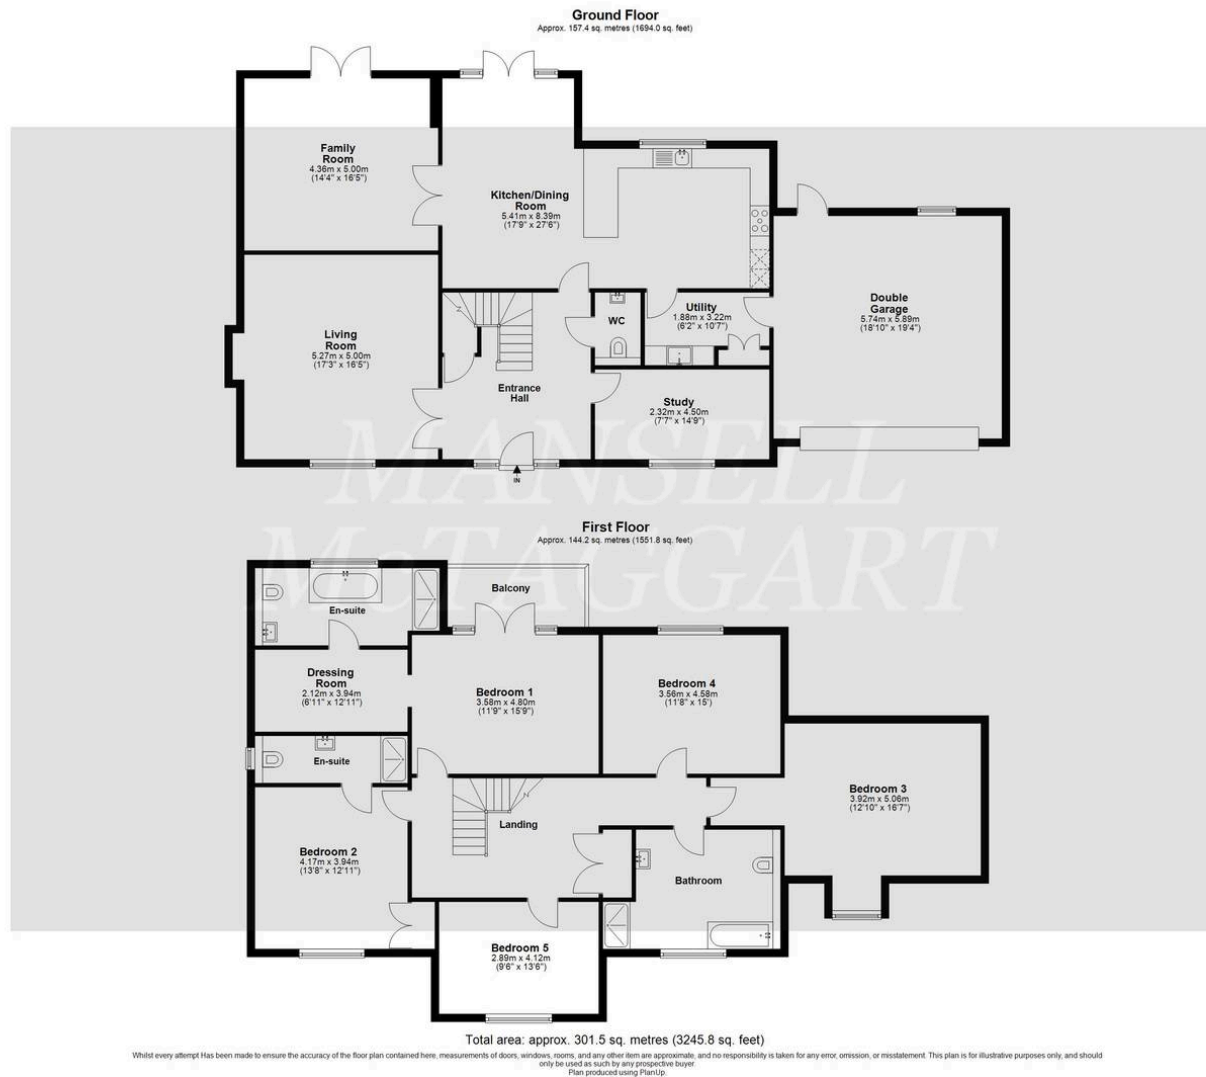 Ground Floor
Approx. 157.4 sq. metres (1694.0 sq. feet)
Family
Room
4.36m x 5.00m
(14'4" x 16'5")
Kitchen/Dining
Room
5.41m x 8.39m
(17'9" x 27'6")
Double
Garage
5.74m x 5.89m
(18'10" x 19'4")
Utility
1.88m x 3.22m
(6'2" x 10'7")
WC
Living
Room
5.27m x 5.00m
(17'3" x 16'5")
Entrance
Hall
Study
2.32m x 4.50m
(7'7" x 14'9")
IN
MANSELL
McTAGGART
First Floor
Approx. 144.2 sq. metres (1551.8 sq. feet)
Balcony
En-suite
Dressing
Room
2.12m x 3.94m
(6'11" x 12'11")
Bedroom 1
3.58m x 4.80m
(11'9" x 15'9")
Bedroom 4
3.56m x 4.58m
(11'8" x 15')
En-suite
Bedroom 3
3.92m x 5.06m
(12'10" x 16'7")
Landing
Bedroom 2
4.17m x 3.94m
(13'8" x 12'11")
Bathroom
Bedroom 5
2.89m x 4.12m
(9'6" x 13'6")
Total area: approx. 301.5 sq. metres (3245.8 sq. feet)
Whilst every attempt Has been made to ensure the accuracy of the floor plan contained here, measurements of doors, windows, rooms, and any other item are approximate, and no responsibility is taken for any error, omission, or misstatement. This plan is for illustrative purposes only, and should
only be used as such by any prospective buyer.
Plan produced using PlanUp.